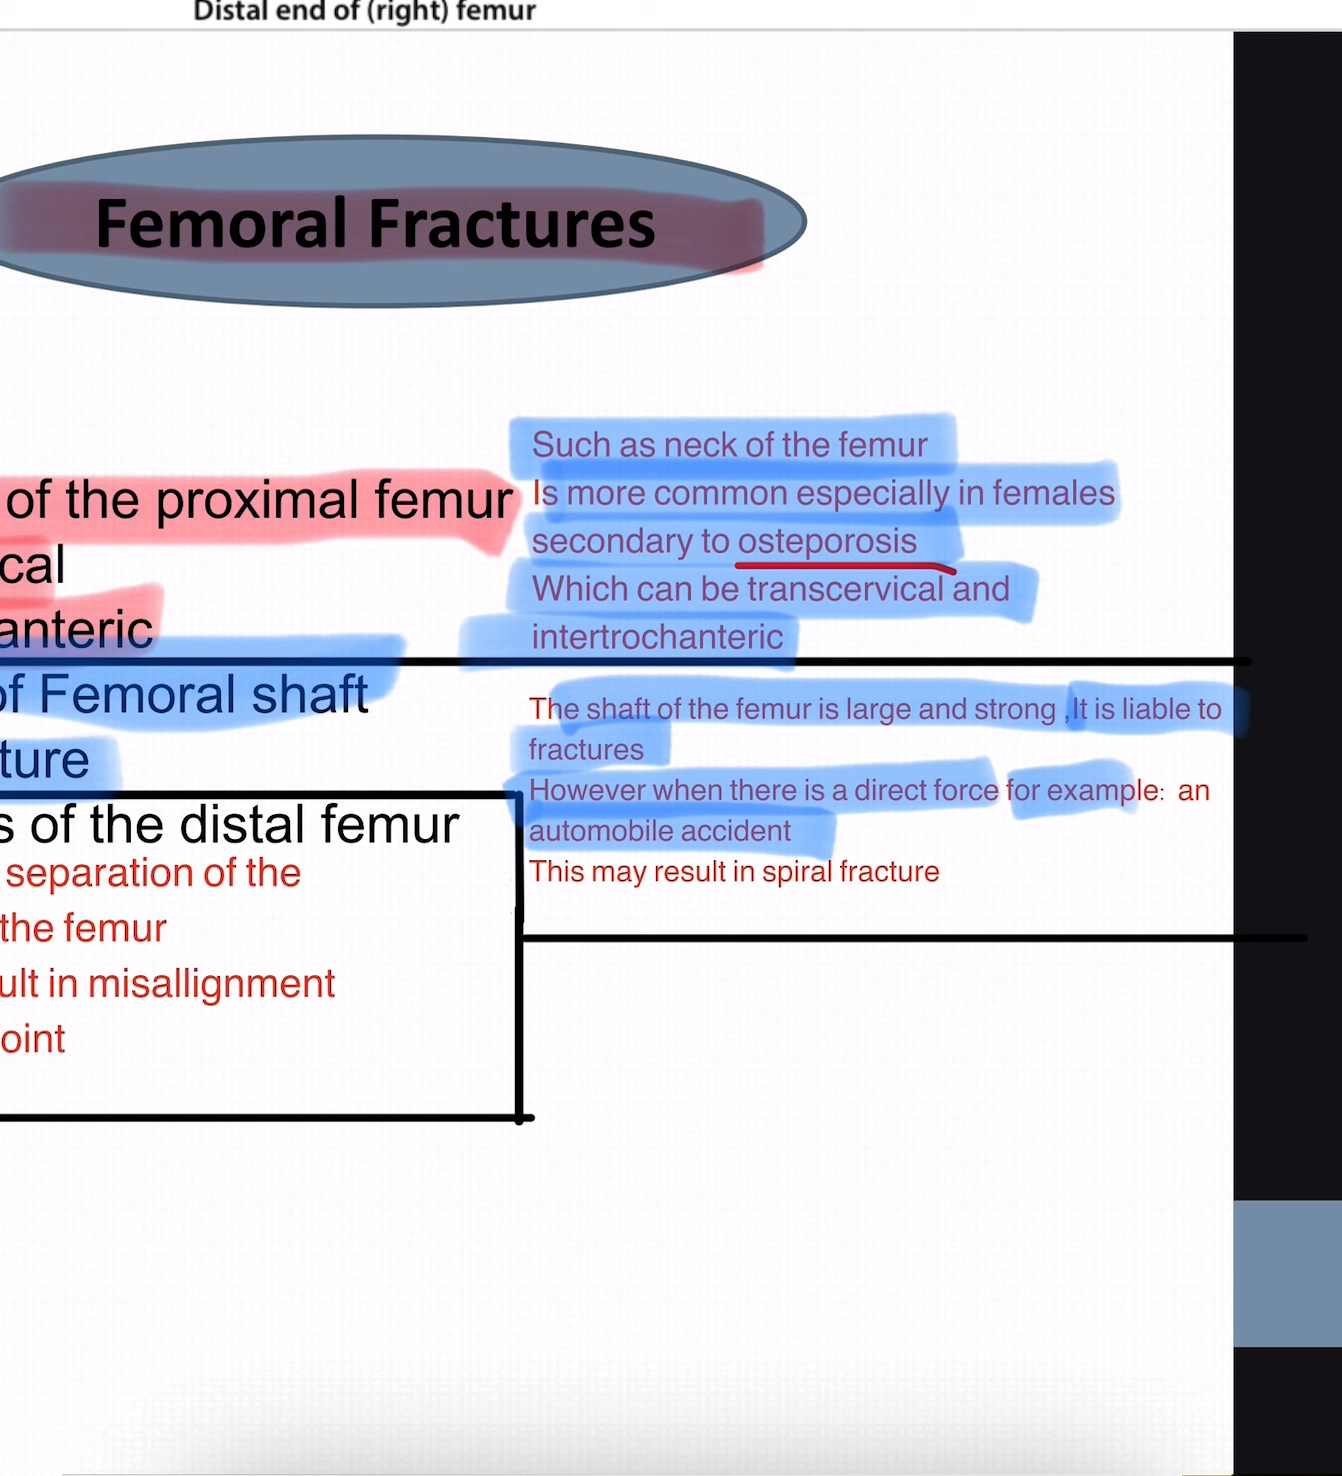 Distal end of (right) femur
Femoral Fractures
of the proximal femur
cal
anteric
of Femoral shaft
ture
s of the distal femur
separation of the
the femur
ult in misallignment
oint
Such as neck of the femur
Is more common especially in females
secondary to osteporosis
Which can be transcervical and
intertrochanteric
The shaft of the femur is large and strong ,It is liable to
fractures
However when there is a direct force for example: an
automobile accident
This may result in spiral fracture